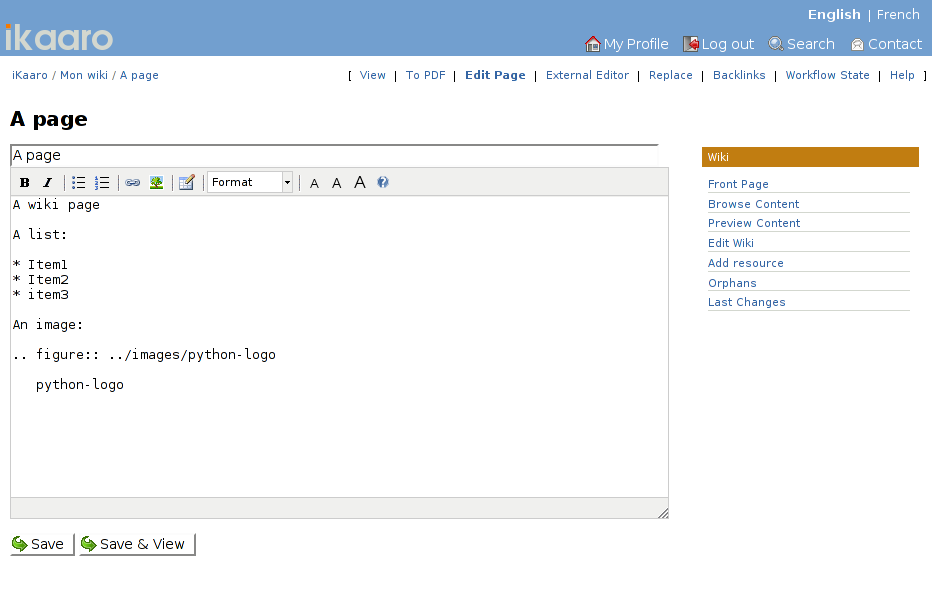 English | French
ikaaro
My Profile Log out Search Contact
iKaaro / Mon wiki / A page
[ View | To PDF | Edit Page | External Editor | Replace | Backlinks | Workflow State | Help ]
A page
A page
B I Format A A A ?
A wiki page
A list:
* Item1
* Item2
* item3
An image:
.. figure:: ../images/python-logo
python-logo
Save Save & View
Wiki
Front Page
Browse Content
Preview Content
Edit Wiki
Add resource
Orphans
Last Changes